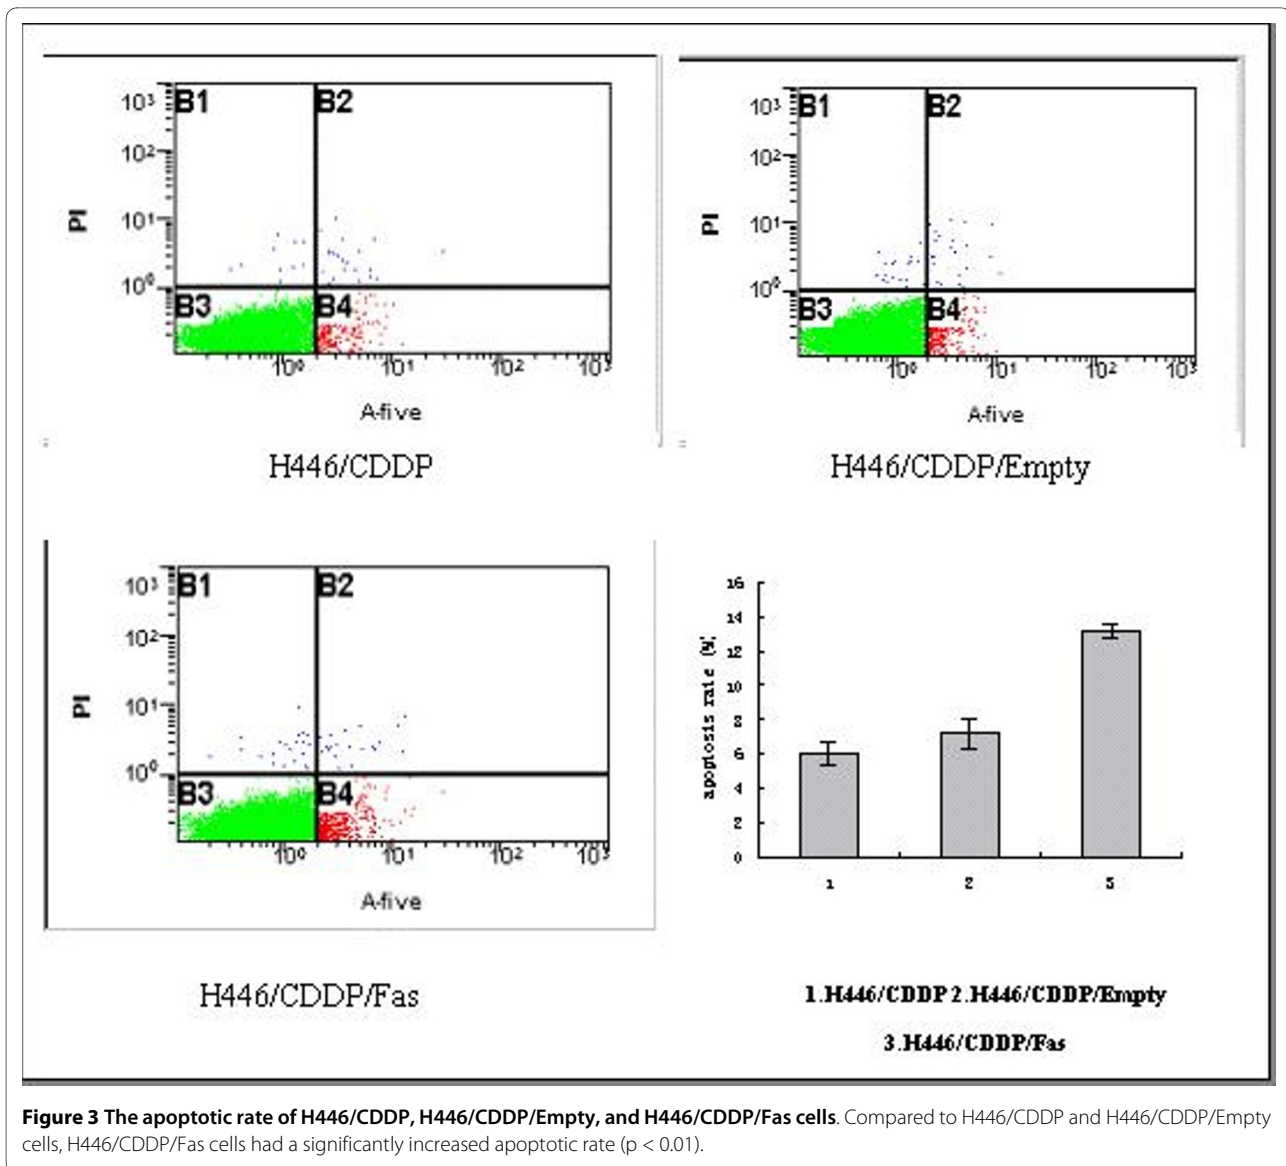 10³ B1 B2
10²
PI
10¹
10⁰
B3 B4
10⁰ 10¹ 10² 10³
A-five
H446/CDDP
10³ B1 B2
10²
PI
10¹
10⁰
B3 B4
10⁰ 10¹ 10² 10³
A-five
H446/CDDP/Empty
10³ B1 B2
10²
PI
10¹
10⁰
B3 B4
10⁰ 10¹ 10² 10³
A-five
H446/CDDP/Fas
16
14
12
10
8
6
4
2
0
apoptosis rate (%)
1 2 3
1.H446/CDDP 2.H446/CDDP/Empty
3.H446/CDDP/Fas
Figure 3 The apoptotic rate of H446/CDDP, H446/CDDP/Empty, and H446/CDDP/Fas cells. Compared to H446/CDDP and H446/CDDP/Empty
cells, H446/CDDP/Fas cells had a significantly increased apoptotic rate (p < 0.01).